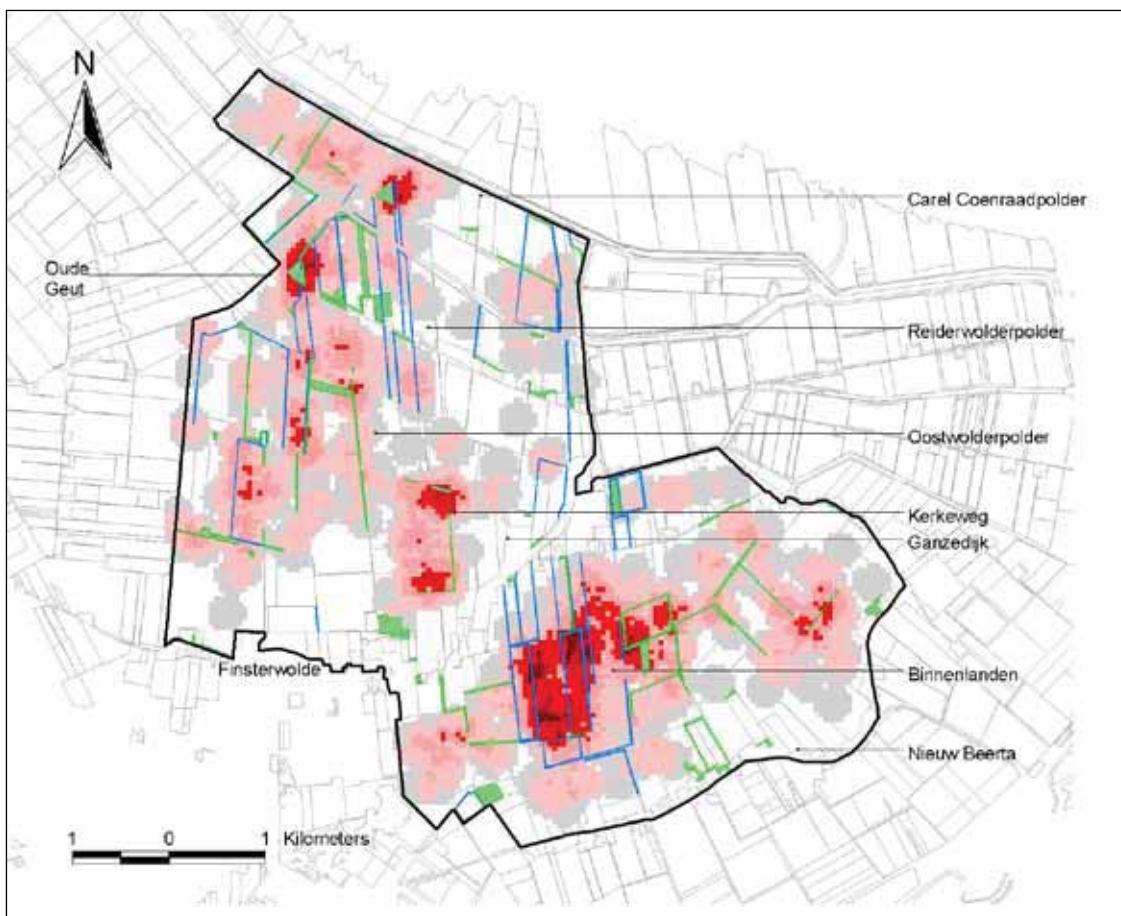 N
Carel Coenraadpolder
Oude
Geut
Reiderwolderpolder
Oostwolderpolder
Kerkeweg
Ganzedijk
Finsterwolde
Binnenlanden
Nieuw Beerta
1 0 1 Kilometers